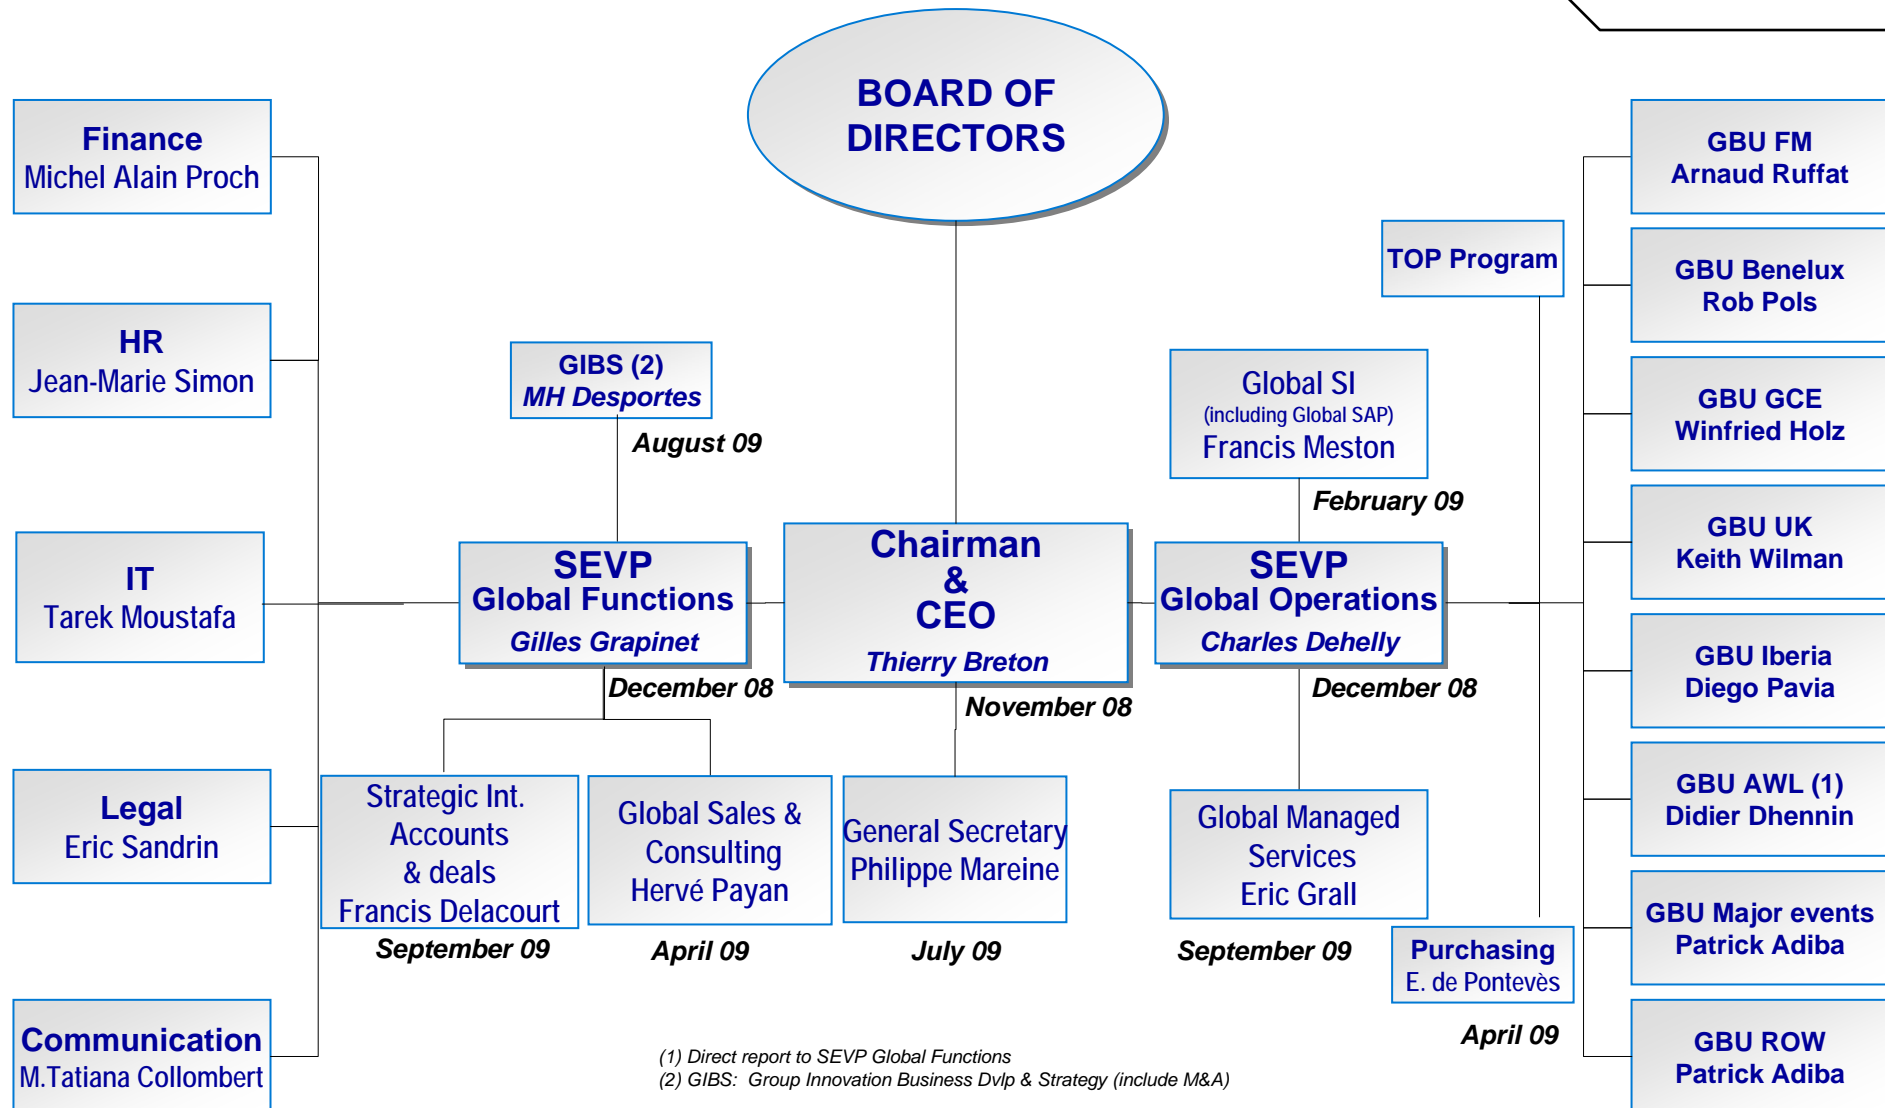 BOARD OF
DIRECTORS
Finance
Michel Alain Proch
HR
Jean-Marie Simon
IT
Tarek Moustafa
Legal
Eric Sandrin
Communication
M.Tatiana Collombert
GIBS (2)
MH Desportes
August 09
SEVP
Global Functions
Gilles Grapinet
December 08
Strategic Int.
Accounts
& deals
Francis Delacourt
September 09
Global Sales &
Consulting
Hervé Payan
April 09
Chairman
&
CEO
Thierry Breton
November 08
General Secretary
Philippe Mareine
July 09
Global SI
(including Global SAP)
Francis Meston
February 09
SEVP
Global Operations
Charles Dehelly
December 08
Global Managed
Services
Eric Grall
September 09
TOP Program
Purchasing
E. de Pontevès
April 09
GBU FM
Arnaud Ruffat
GBU Benelux
Rob Pols
GBU GCE
Winfried Holz
GBU UK
Keith Wilman
GBU Iberia
Diego Pavia
GBU AWL (1)
Didier Dhennin
GBU Major events
Patrick Adiba
GBU ROW
Patrick Adiba
(1) Direct report to SEVP Global Functions
(2) GIBS: Group Innovation Business Dvlp & Strategy (include M&A)